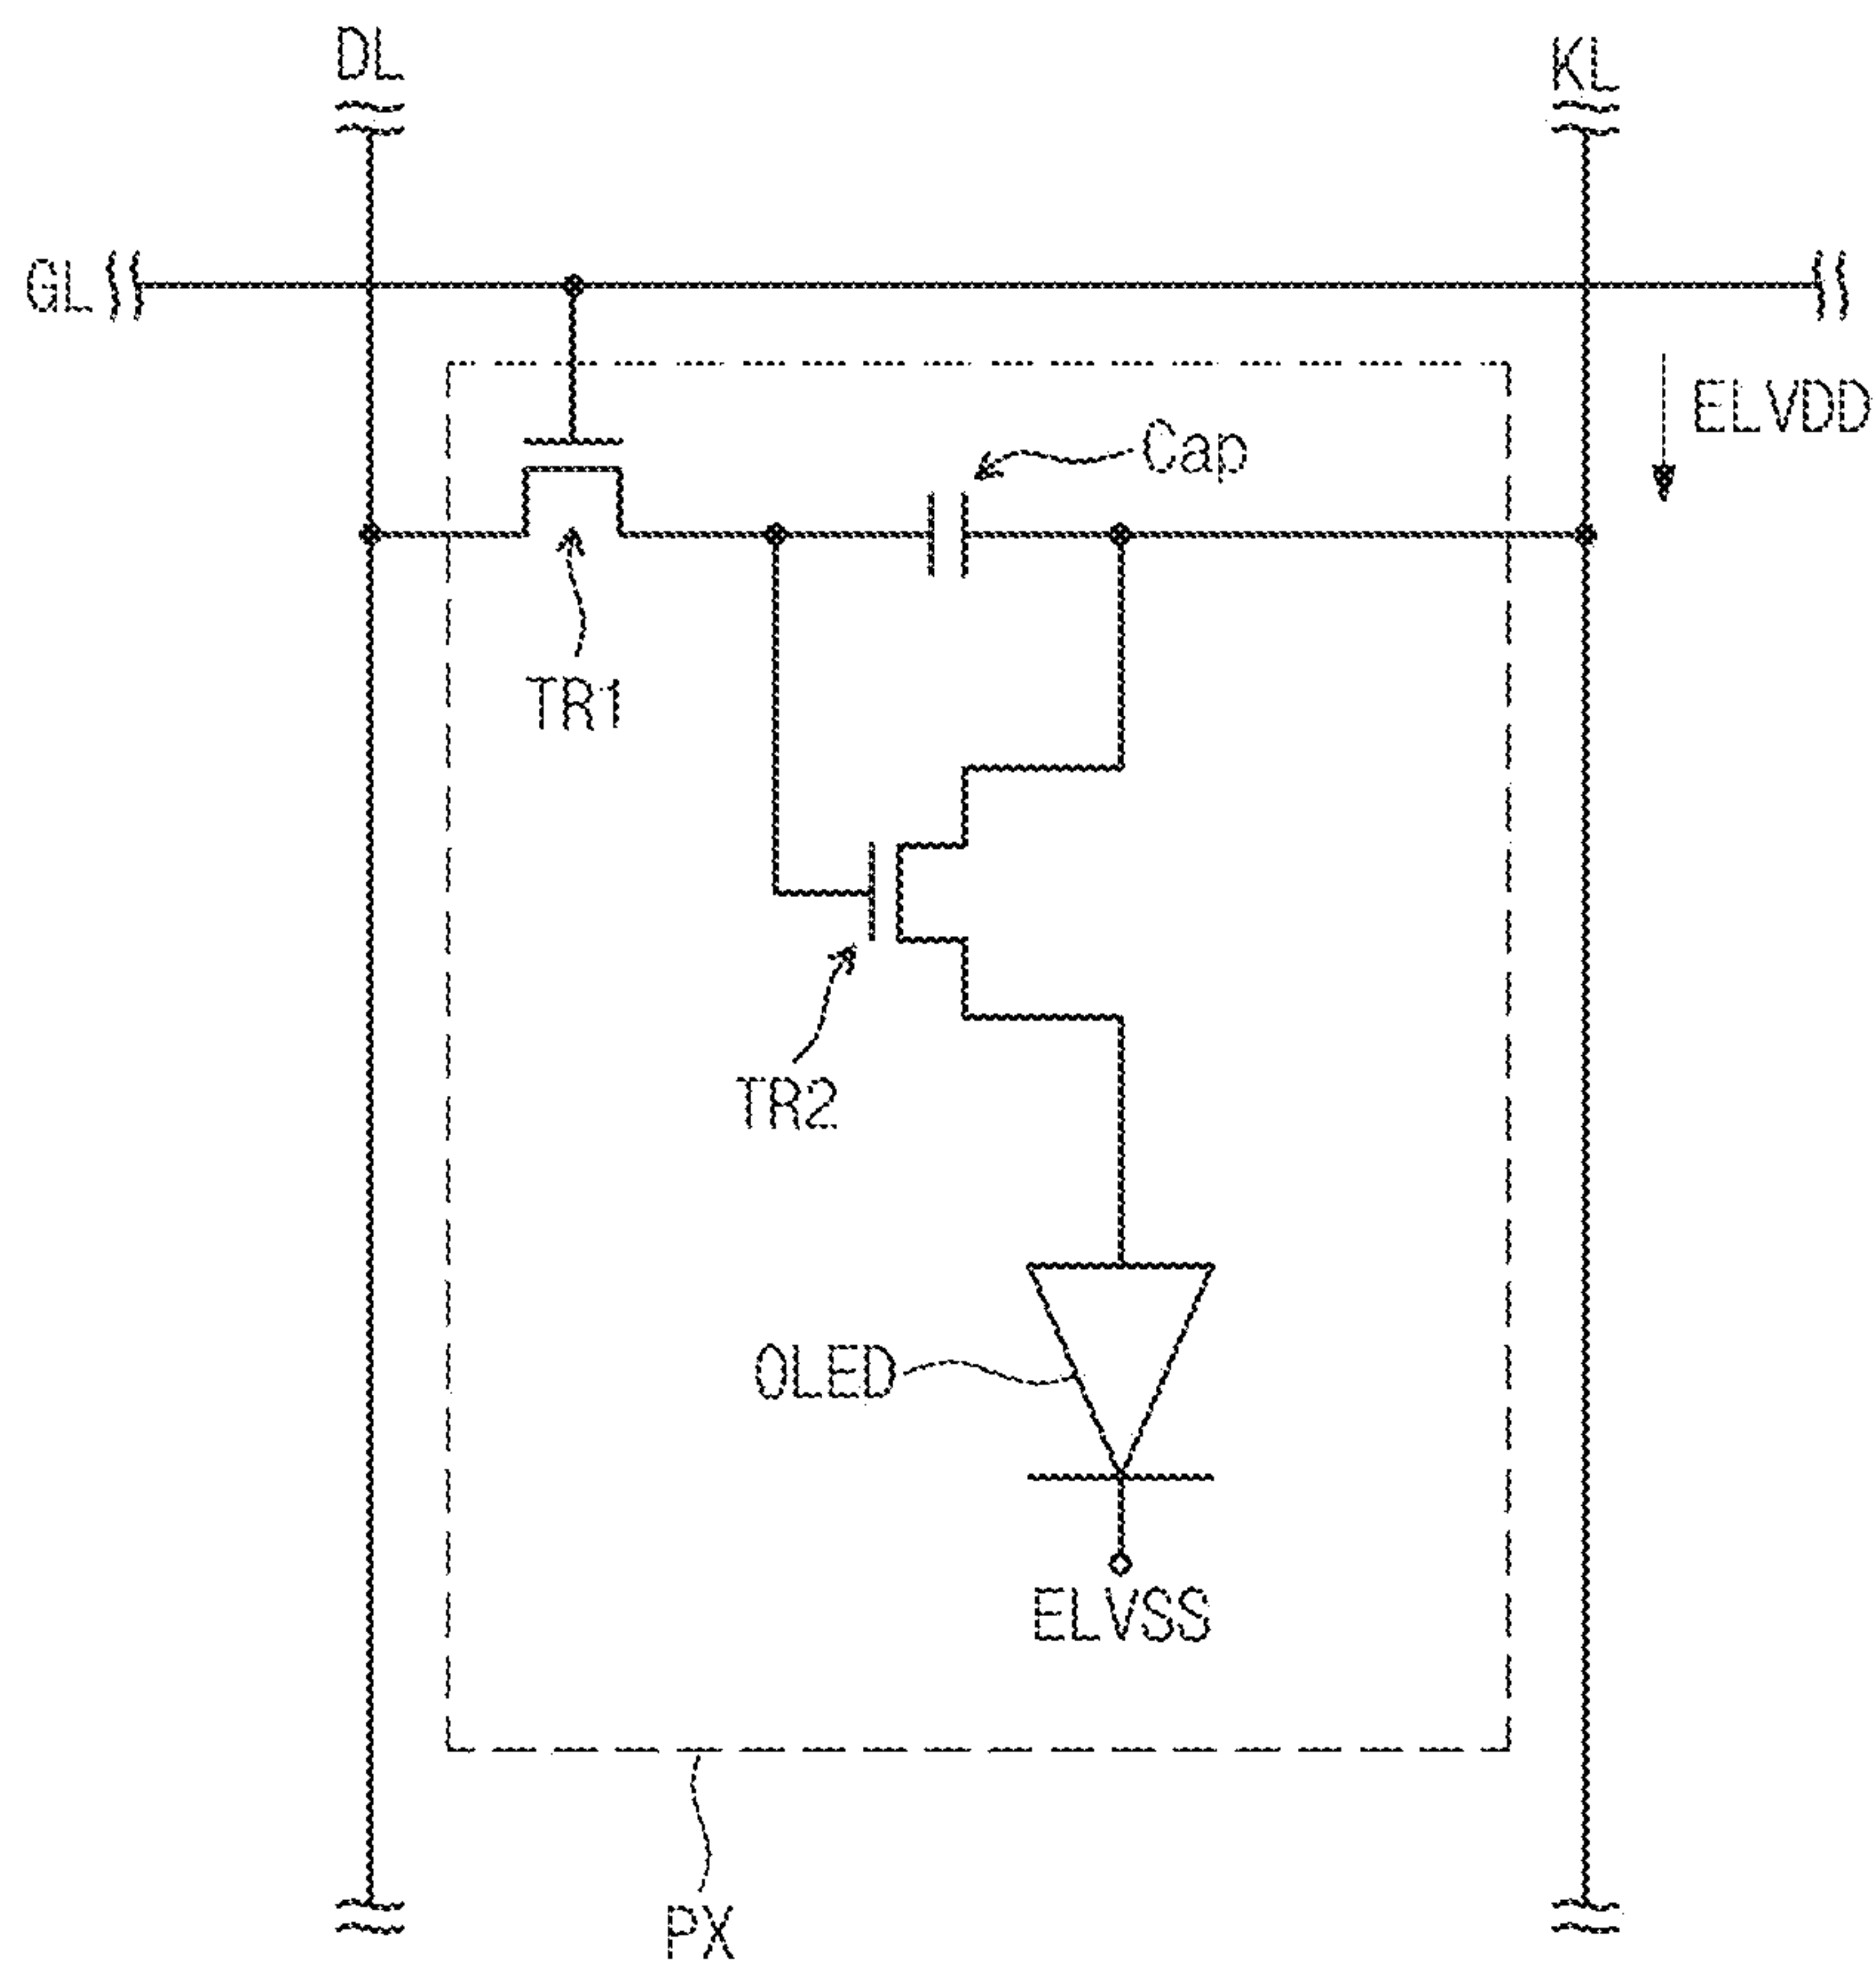 DL
KL
GL
ELVDD
Cap
TR1
TR2
OLED
ELVSS
PX